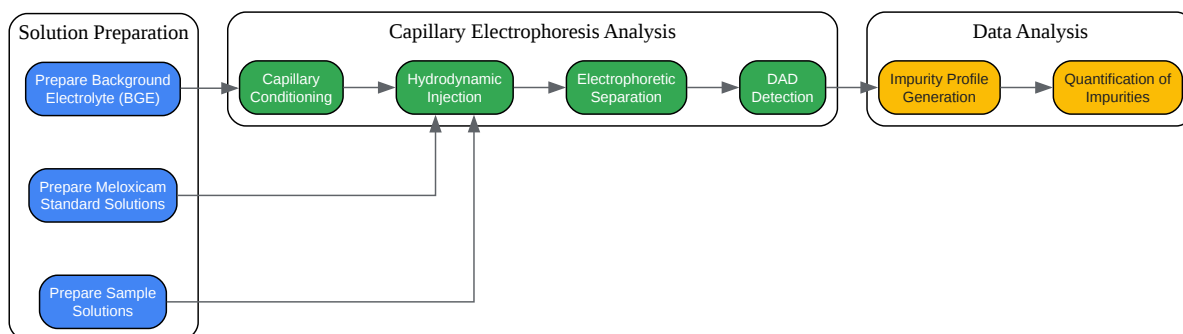 Solution Preparation
Prepare Background
Electrolyte (BGE)
Prepare Meloxicam
Standard Solutions
Prepare Sample
Solutions
Capillary Electrophoresis Analysis
Capillary
Conditioning
Hydrodynamic
Injection
Electrophoretic
Separation
DAD
Detection
Data Analysis
Impurity Profile
Generation
Quantification of
Impurities